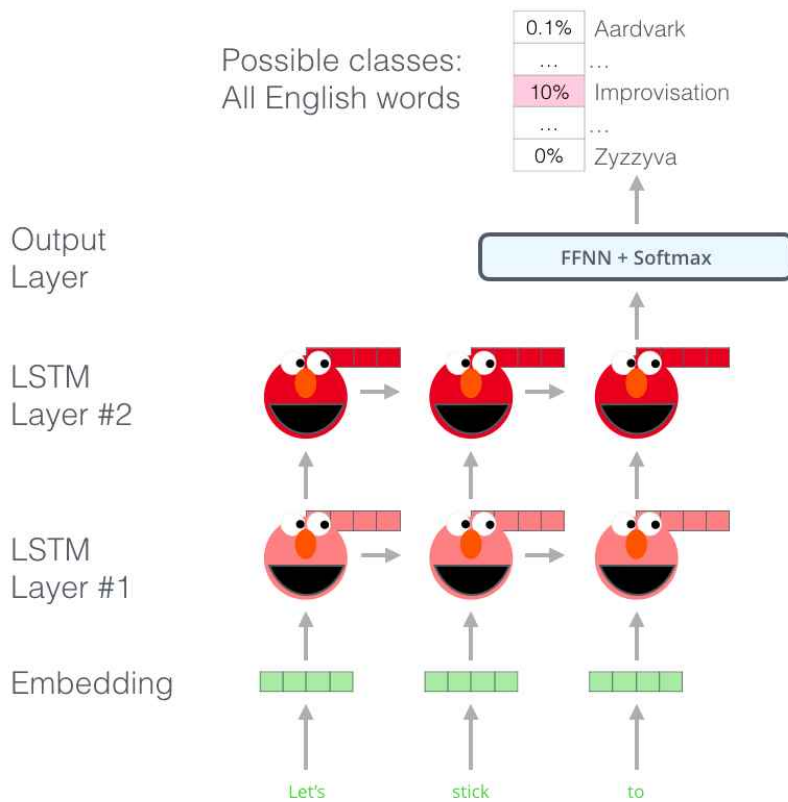 Possible classes:
All English words
0.1% Aardvark
... ...
10% Improvisation
... ...
0% Zyzzyva
Output
Layer
FFNN + Softmax
LSTM
Layer #2
LSTM
Layer #1
Embedding
Let's stick to